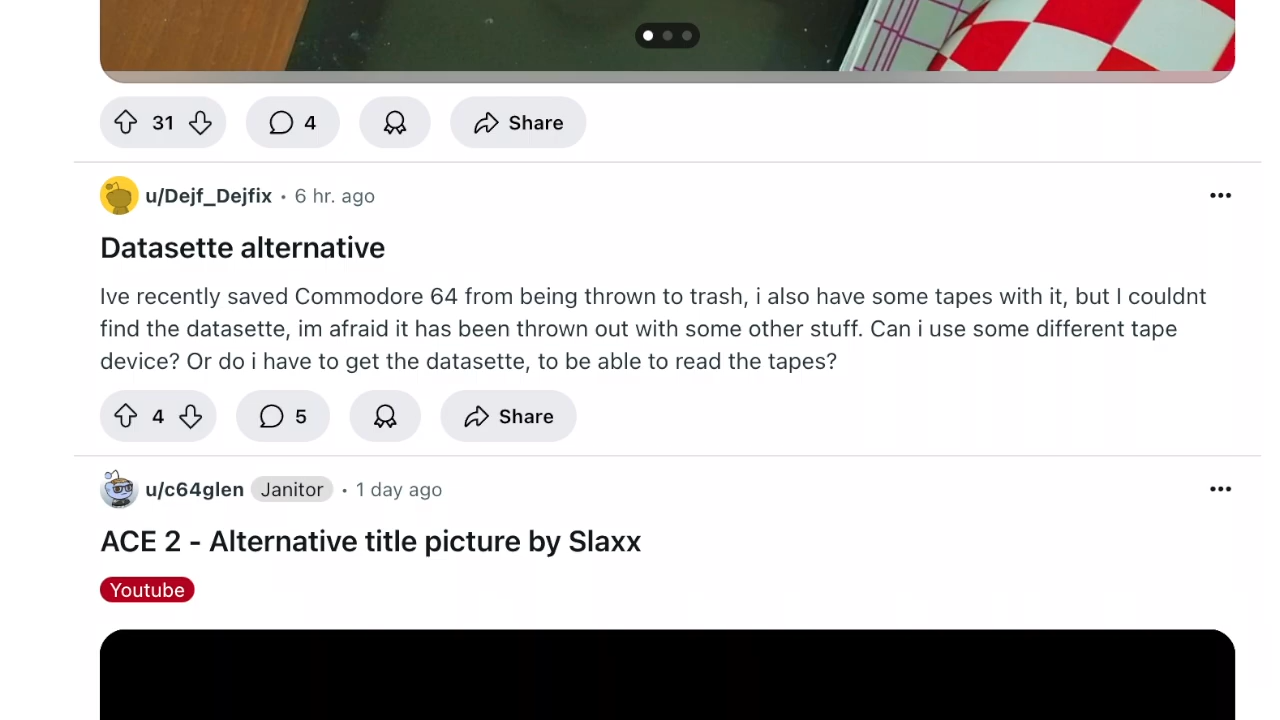 31
4
Share
u/Dejf_Dejfix • 6 hr. ago
Datasette alternative
Ive recently saved Commodore 64 from being thrown to trash, i also have some tapes with it, but I couldnt
find the datasette, im afraid it has been thrown out with some other stuff. Can i use some different tape
device? Or do i have to get the datasette, to be able to read the tapes?
4
5
Share
u/c64glen Janitor • 1 day ago
ACE 2 - Alternative title picture by Slaxx
Youtube